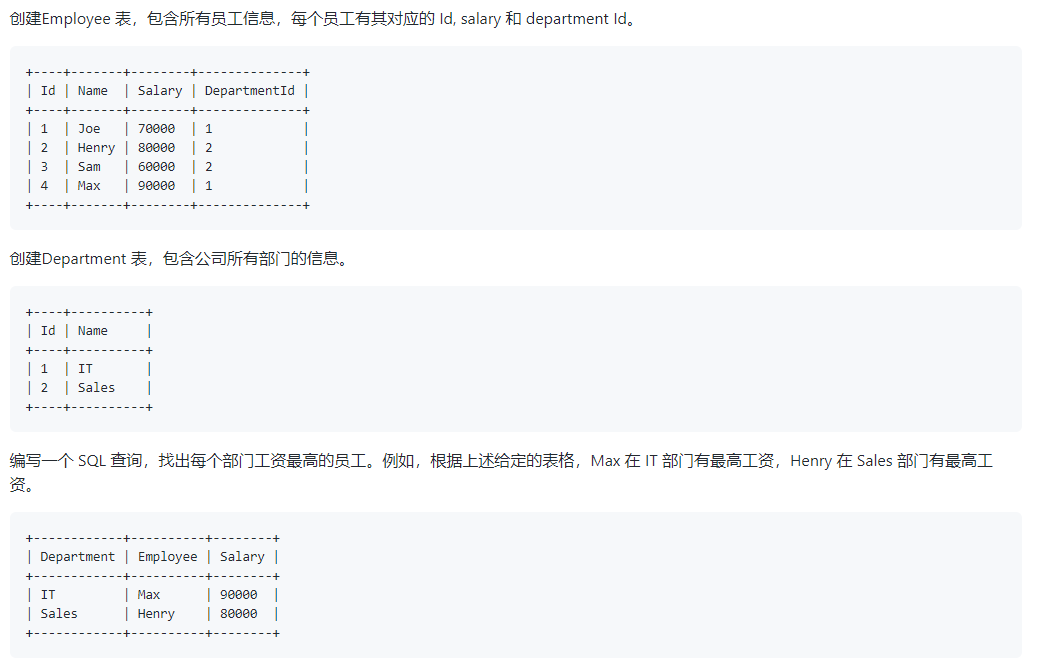 创建Employee 表，包含所有员工信息，每个员工有其对应的 Id, salary 和 department Id。
+----+-------+--------+--------------+
| Id | Name  | Salary | DepartmentId |
+----+-------+--------+--------------+
| 1  | Joe   | 70000  | 1            |
| 2  | Henry | 80000  | 2            |
| 3  | Sam   | 60000  | 2            |
| 4  | Max   | 90000  | 1            |
+----+-------+--------+--------------+
创建Department 表，包含公司所有部门的信息。
+----+----------+
| Id | Name     |
+----+----------+
| 1  | IT       |
| 2  | Sales    |
+----+----------+
编写一个 SQL 查询，找出每个部门工资最高的员工。例如，根据上述给定的表格，Max 在 IT 部门有最高工资，Henry 在 Sales 部门有最高工
资。
+------------+----------+--------+
| Department | Employee | Salary |
+------------+----------+--------+
| IT         | Max      | 90000  |
| Sales      | Henry    | 80000  |
+------------+----------+--------+